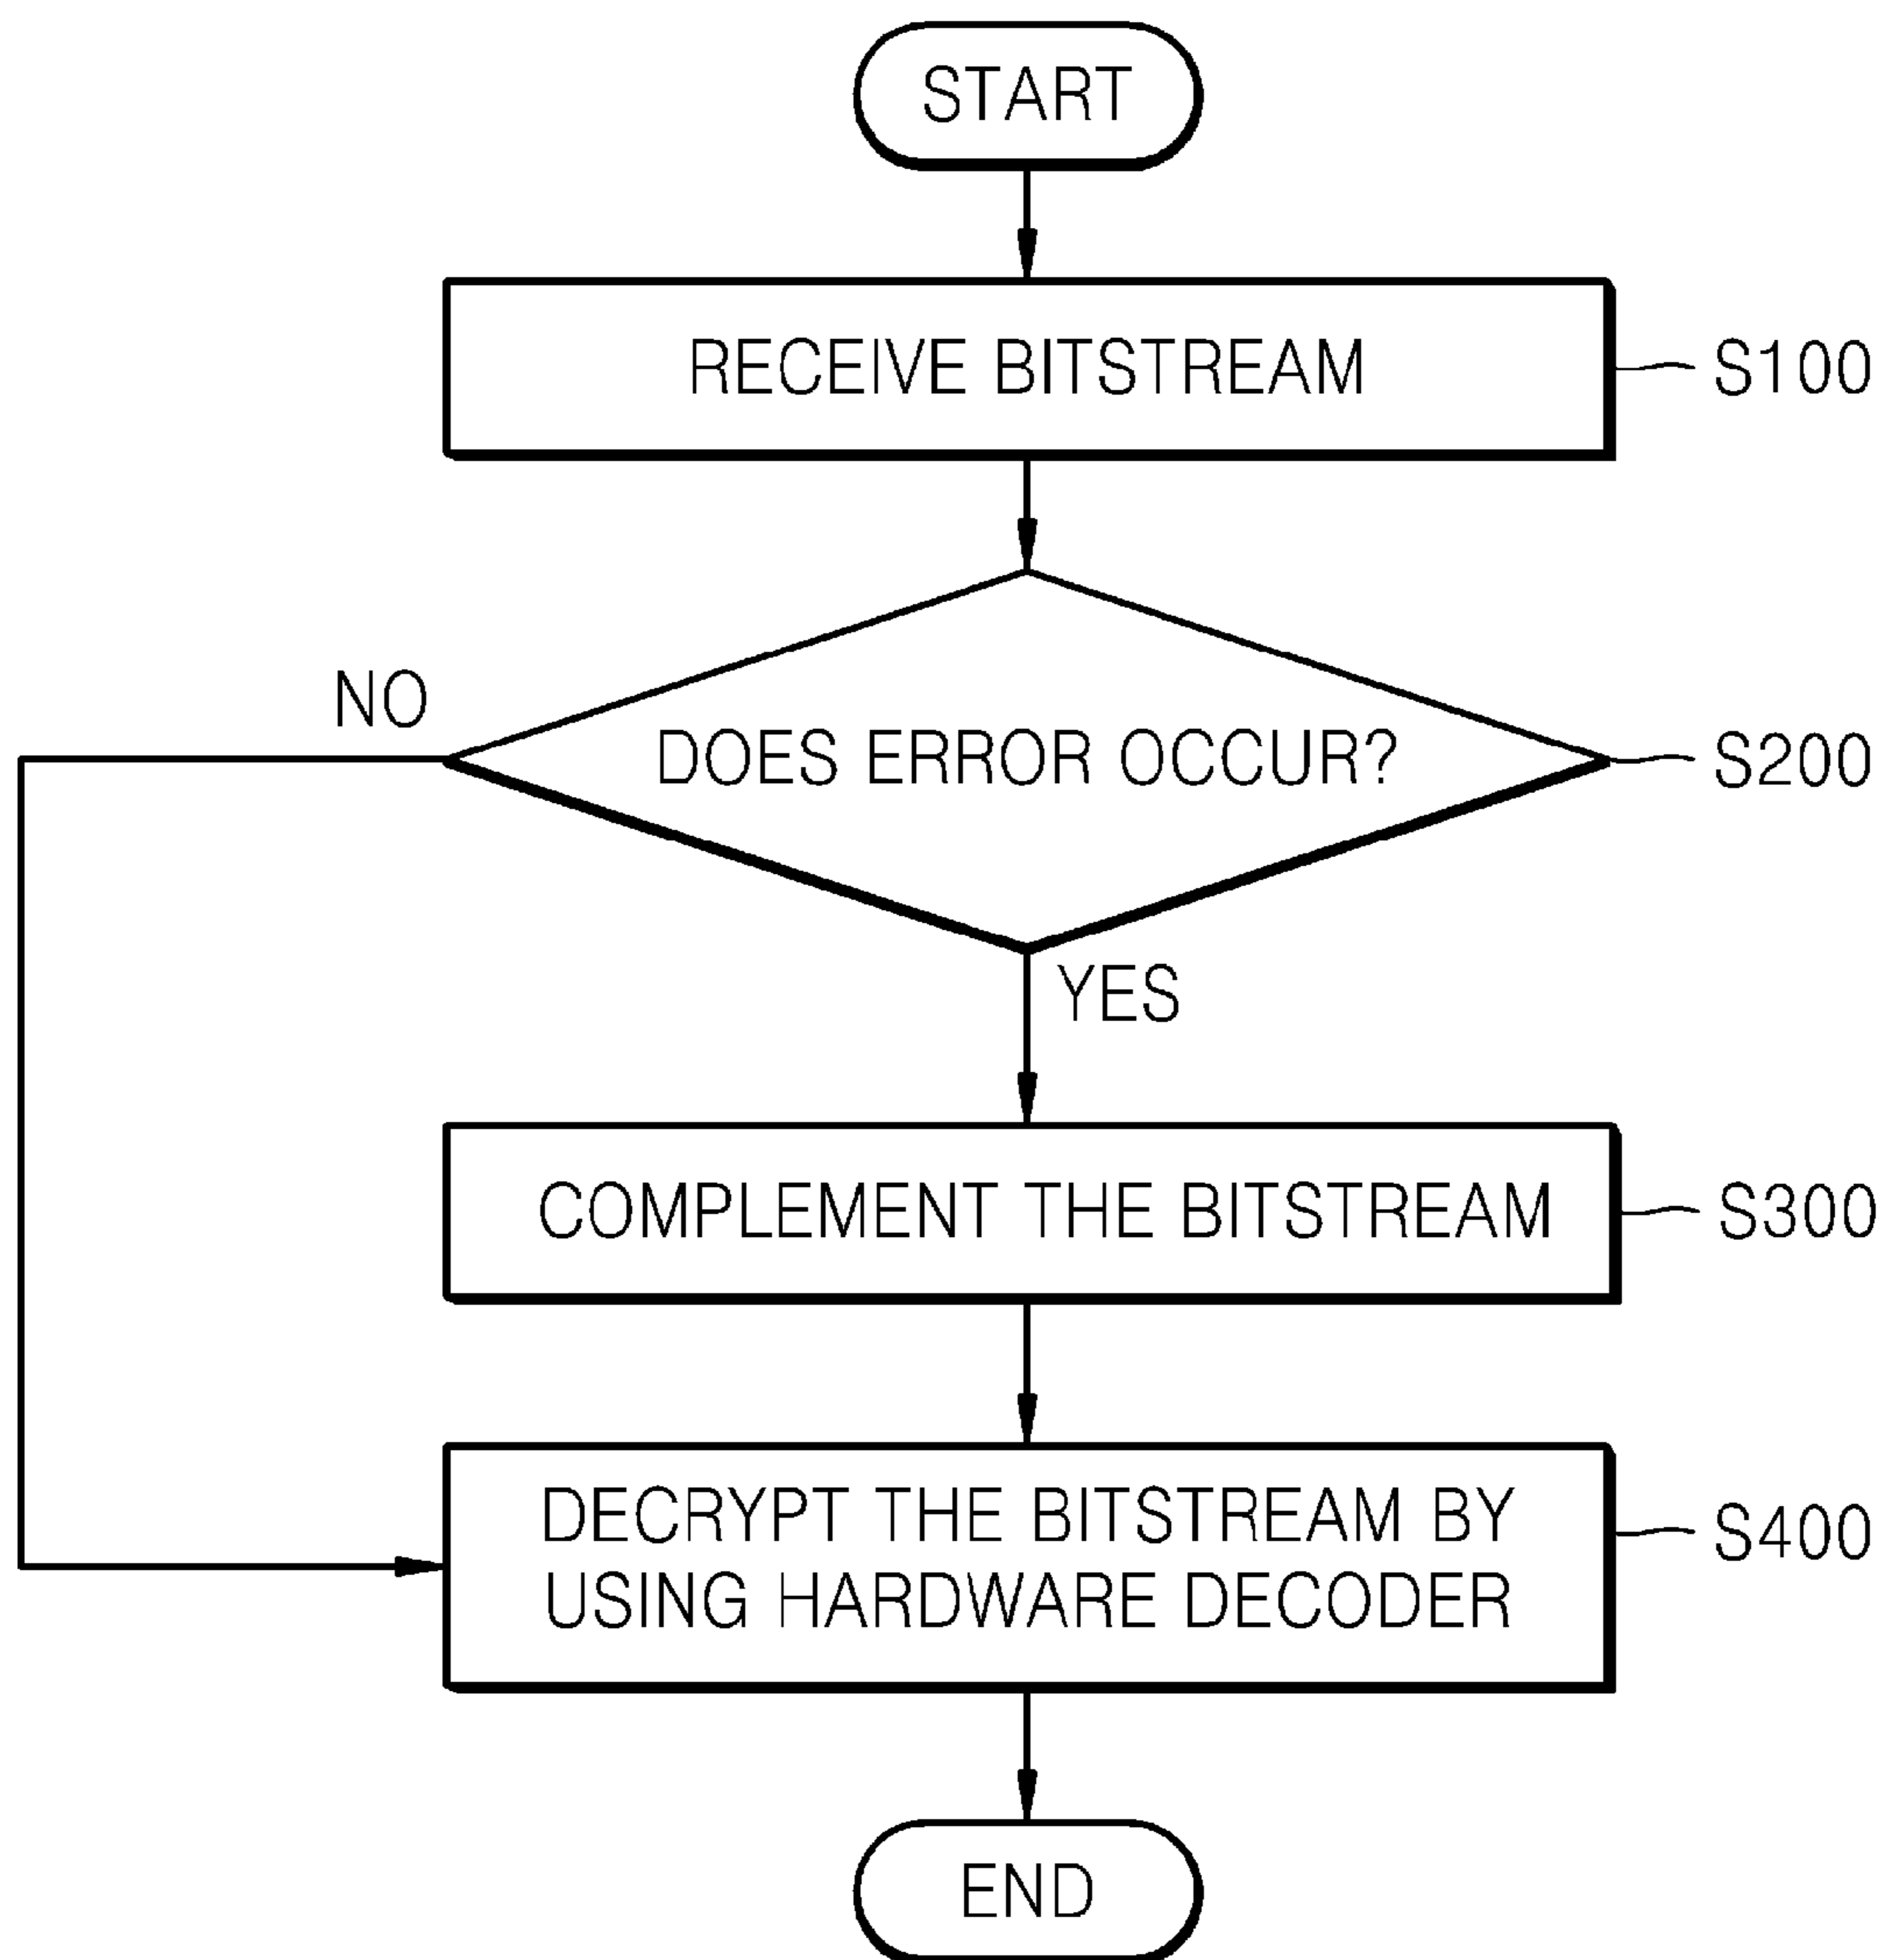 START
RECEIVE BITSTREAM
S100
DOES ERROR OCCUR?
S200
NO
YES
COMPLEMENT THE BITSTREAM
S300
DECRYPT THE BITSTREAM BY
USING HARDWARE DECODER
S400
END